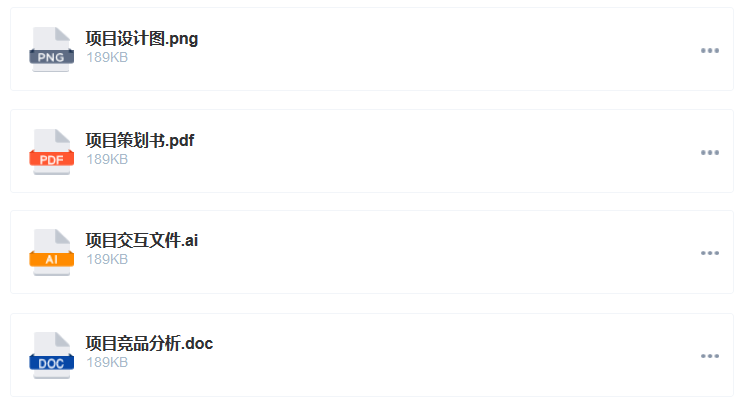 PNG
项目设计图.png
189KB
PDF
项目策划书.pdf
189KB
AI
项目交互文件.ai
189KB
DOC
项目竞品分析.doc
189KB